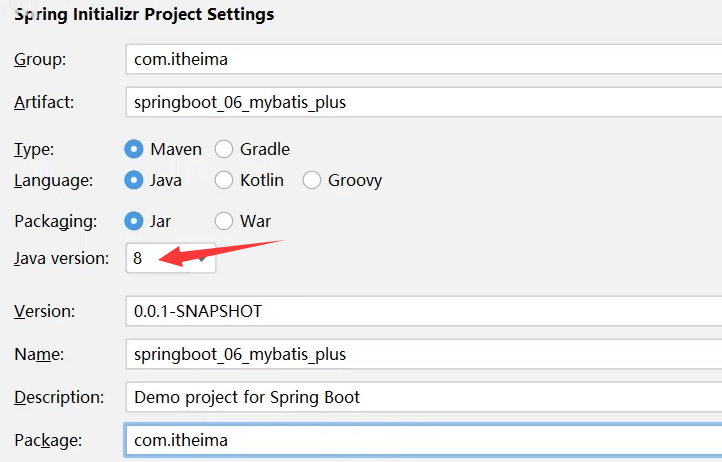 Spring Initializr Project Settings
Group: com.itheima
Artifact: springboot_06_mybatis_plus
Type: Maven Gradle
Language: Java Kotlin Groovy
Packaging: Jar War
Java version: 8
Version: 0.0.1-SNAPSHOT
Name: springboot_06_mybatis_plus
Description: Demo project for Spring Boot
Package: com.itheima